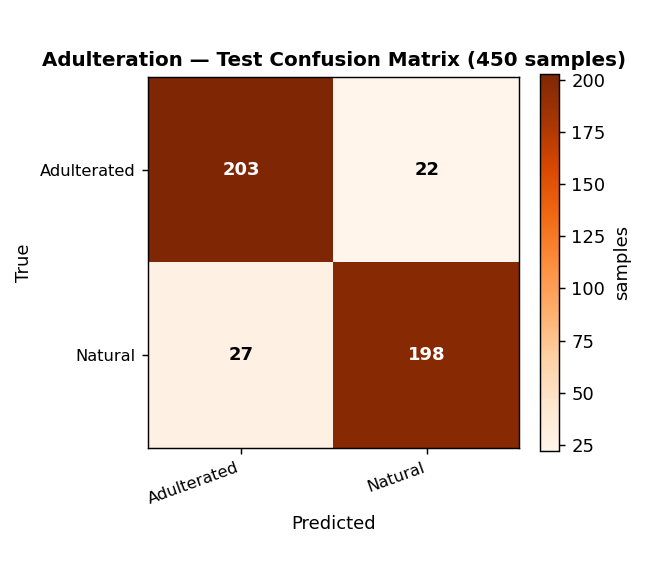 Adulteration — Test Confusion Matrix (450 samples)
True
Adulterated
Natural
203
22
27
198
Adulterated
Natural
Predicted
200
175
150
125
100
75
50
25
samples